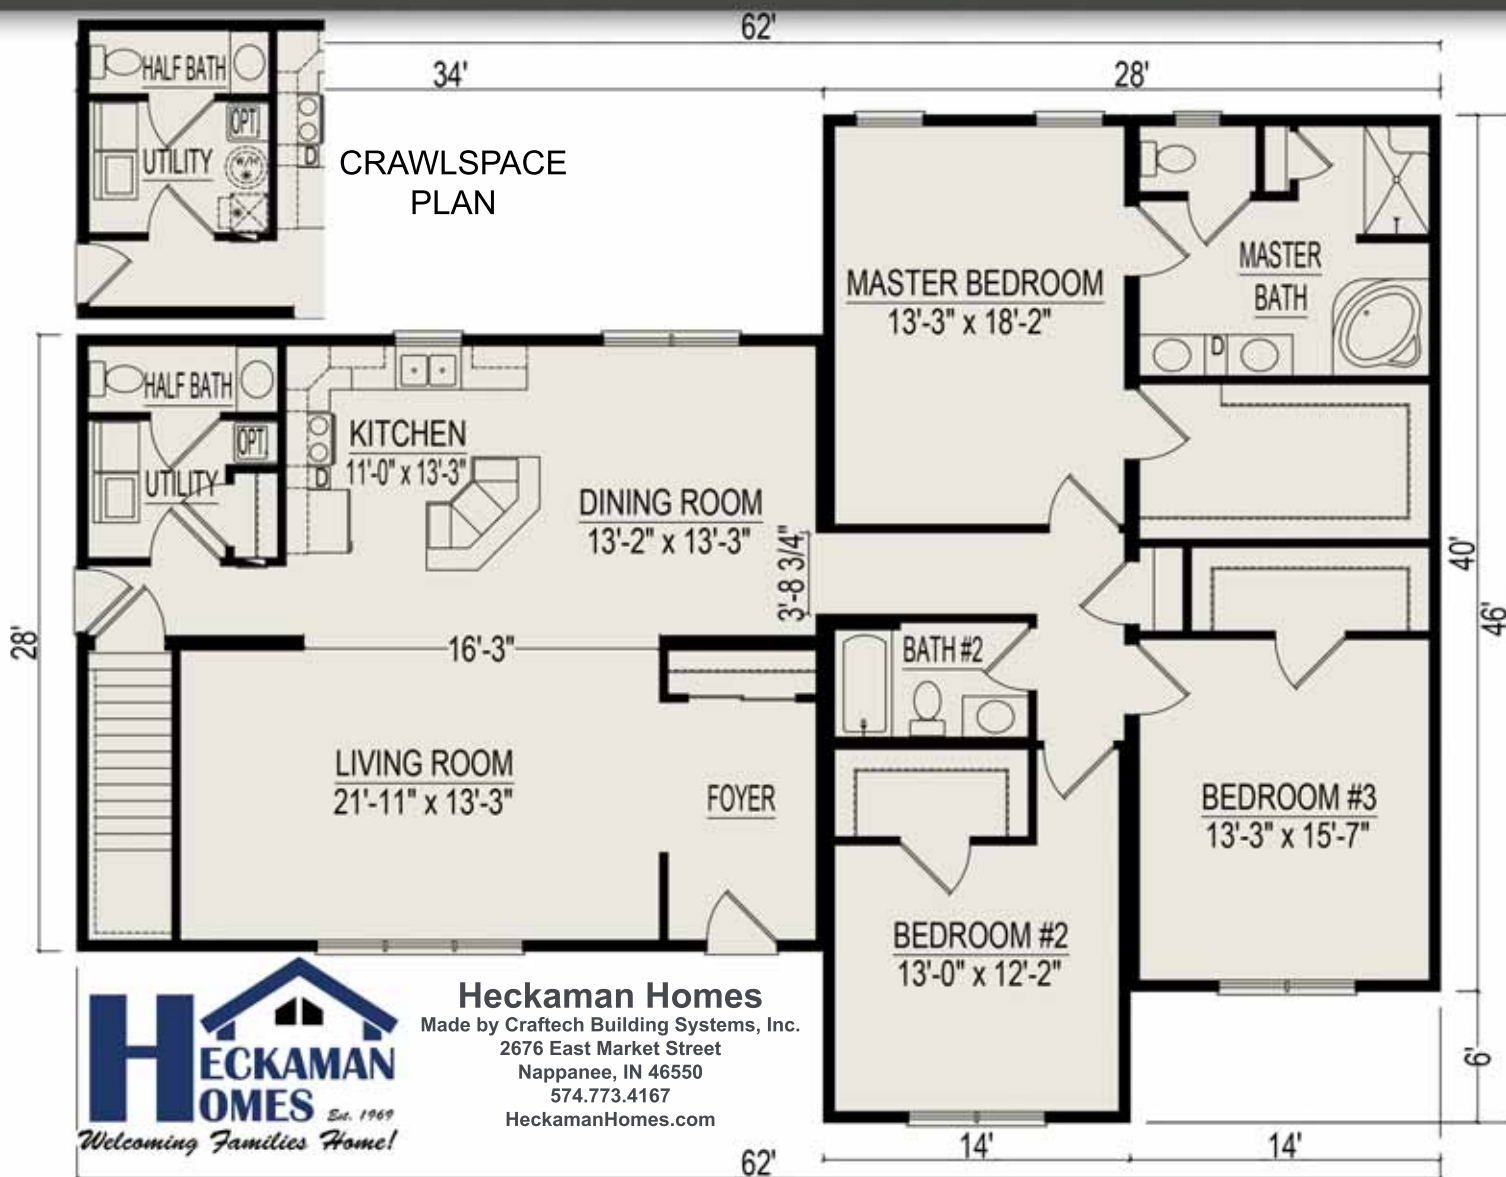 62'
34'
28'
HALF BATH
OPT.
W/H
UTILITY
D
CRAWLSPACE
PLAN
MASTER BEDROOM
13'-3" x 18'-2"
MASTER
BATH
D
HALF BATH
OPT.
UTILITY
KITCHEN
11'-0" x 13'-3"
D
DINING ROOM
13'-2" x 13'-3"
3'-8 3/4"
28'
40'
46'
16'-3"
BATH #2
LIVING ROOM
21'-11" x 13'-3"
FOYER
BEDROOM #3
13'-3" x 15'-7"
BEDROOM #2
13'-0" x 12'-2"
6'
HECKAMAN
HOMES Est. 1969
Welcoming Families Home!
Heckaman Homes
Made by Craftech Building Systems, Inc.
2676 East Market Street
Nappanee, IN 46550
574.773.4167
HeckamanHomes.com
14'
14'
62'